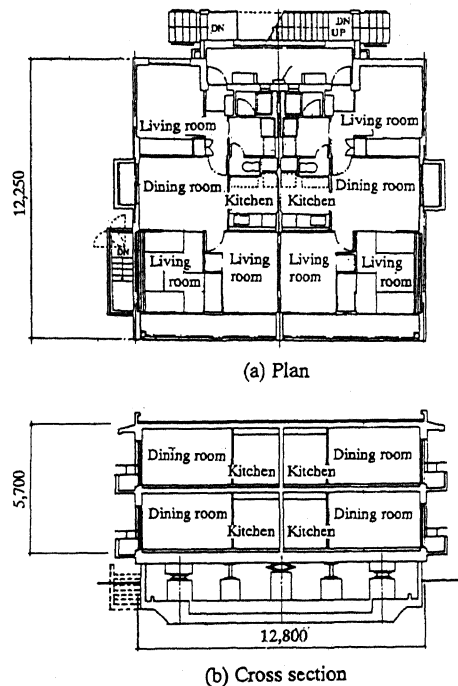 DN
DN
UP
Living room
Living room
12,250
Dining room
Dining room
Kitchen
Kitchen
DN
Living
room
Living
room
Living
room
Living
room
(a) Plan
5,700
Dining room
Kitchen
Kitchen
Dining room
Dining room
Kitchen
Kitchen
Dining room
12,800
(b) Cross section